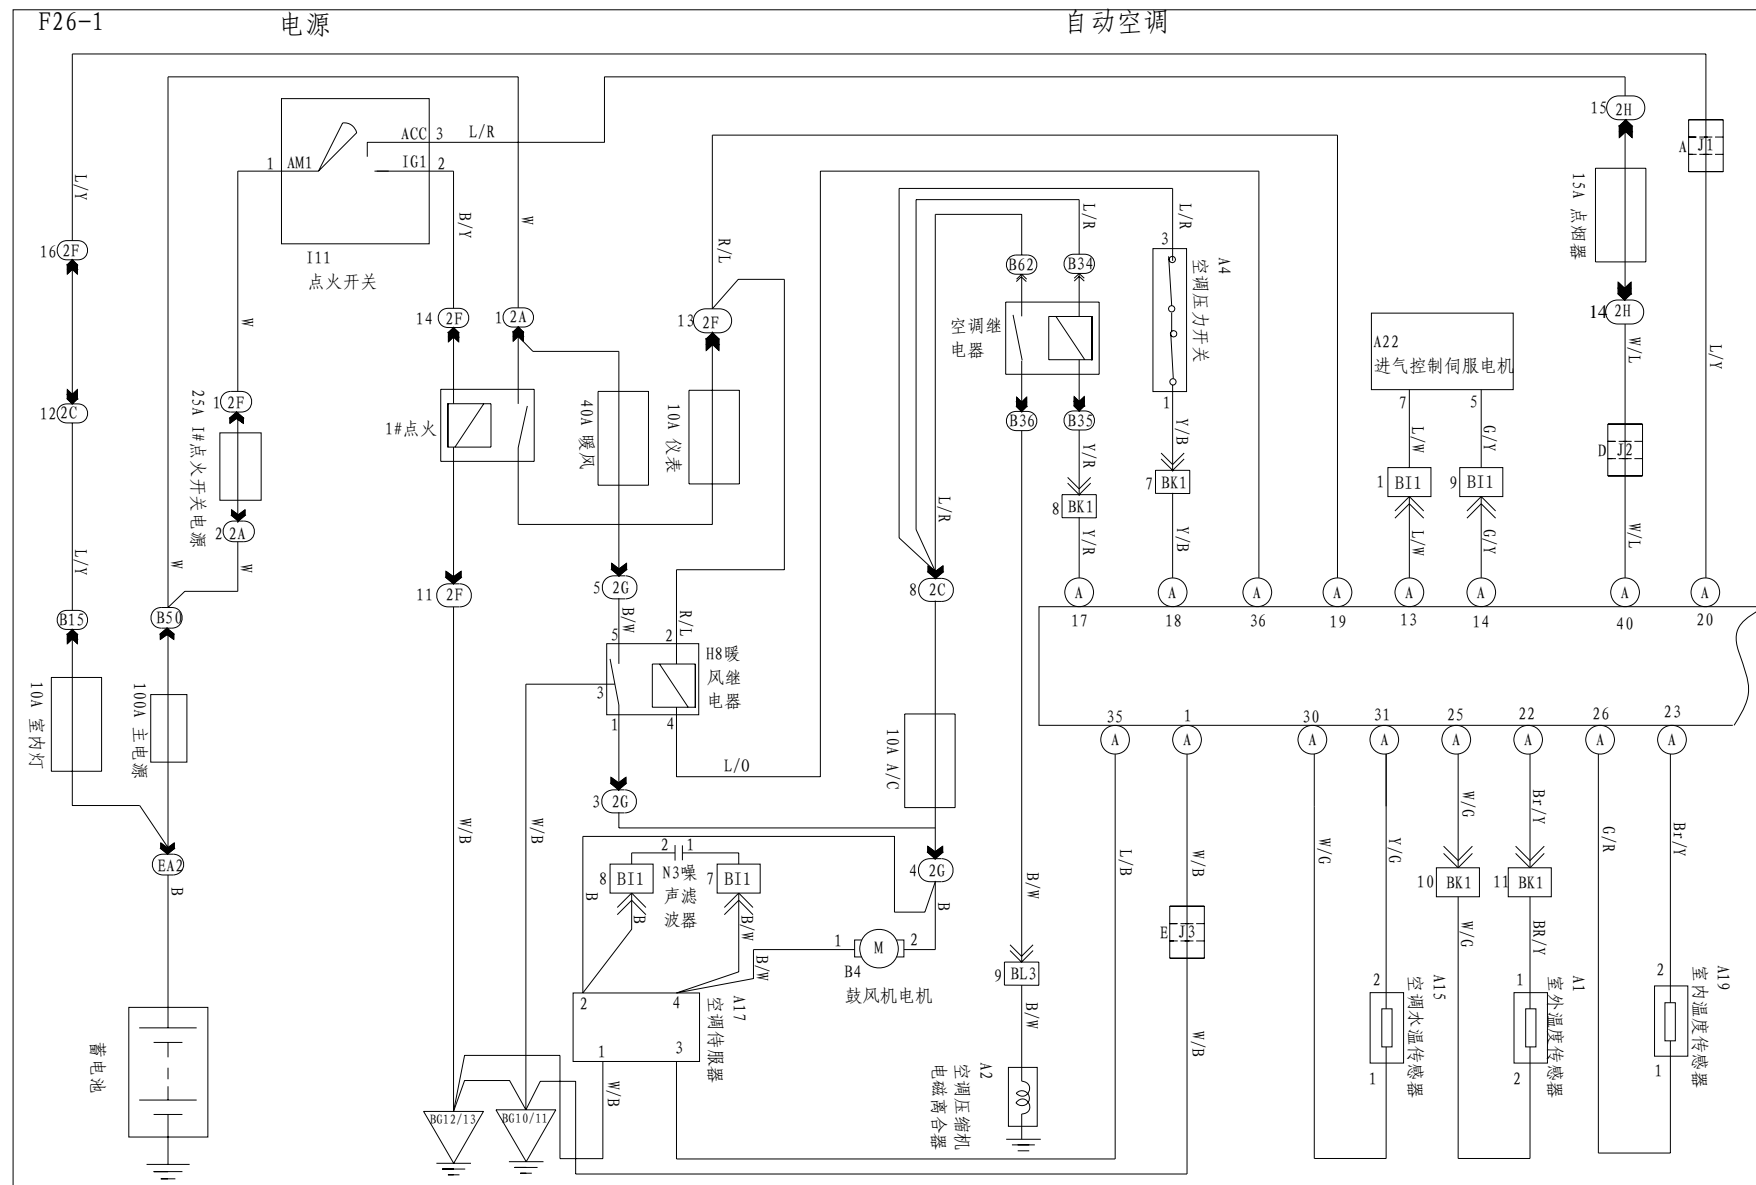 F26-1
电源
自动空调
L/Y
16 2F
12 2C
L/Y
B15
10A 室内灯
EA2
B
蓄电池
W
B50
100A 主电源
1 AM1
ACC 3 L/R
IG1 2
I11
点火开关
W
1 2F
25A I#点火开关电源
2 2A
W
B/Y
14 2F
W
1 2A
1#点火
11 2F
W/B
40A 暖风
5 2G
B/W
R/L
13 2F
10A 仪表
R/L
5
2
3
1
4
H8暖
风继
电器
L/O
3 2G
W/B
2 1
8 BI1
N3噪
声滤
波器
7 BI1
B
B
B/W
B/W
2
4
1
3
A17
空调侍服器
W/B
BG12/13
BG10/11
1
M
2
B4
鼓风机电机
4 2G
B
10A A/C
8 2C
L/R
B62
L/R
B34
空调继
电器
B36
B35
Y/R
8 BK1
Y/R
L/R
3
A4
空调压力开关
1
Y/B
7 BK1
Y/B
B/W
9 BL3
B/W
A2
空调压缩机
电磁离合器
A22
进气控制伺服电机
7
5
L/W
G/Y
1 BI1
9 BI1
L/W
G/Y
15 2H
15A 点烟器
14 2H
W/L
D J2
W/L
A J1
L/Y
A A A A A A A A
17 18 36 19 13 14 40 20
35 1 30 31 25 22 26 23
A A A A A A A A
L/B
W/B
E J3
W/B
W/G
Y/G
2
A15
空调水温传感器
1
W/G
10 BK1
W/G
Br/Y
11 BK1
BR/Y
1
A1
室外温度传感器
2
G/R
Br/Y
2
A19
室内温度传感器
1